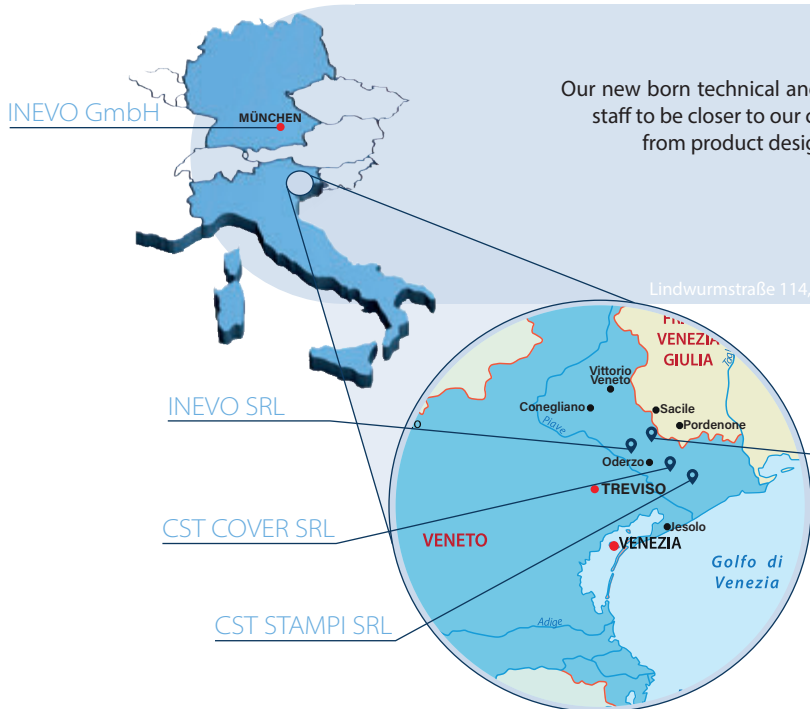 INEVO GmbH
MÜNCHEN
Our new born technical and
staff to be closer to our
from product desig
Lindwurmstraße 114,
VENEZIA
GIULIA
Vittorio
Veneto
Conegliano
Sacile
Pordenone
Piave
INEVO SRL
Oderzo
TREVISO
CST COVER SRL
VENETO
Jesolo
VENEZIA
Golfo di
Venezia
CST STAMPI SRL
Adige